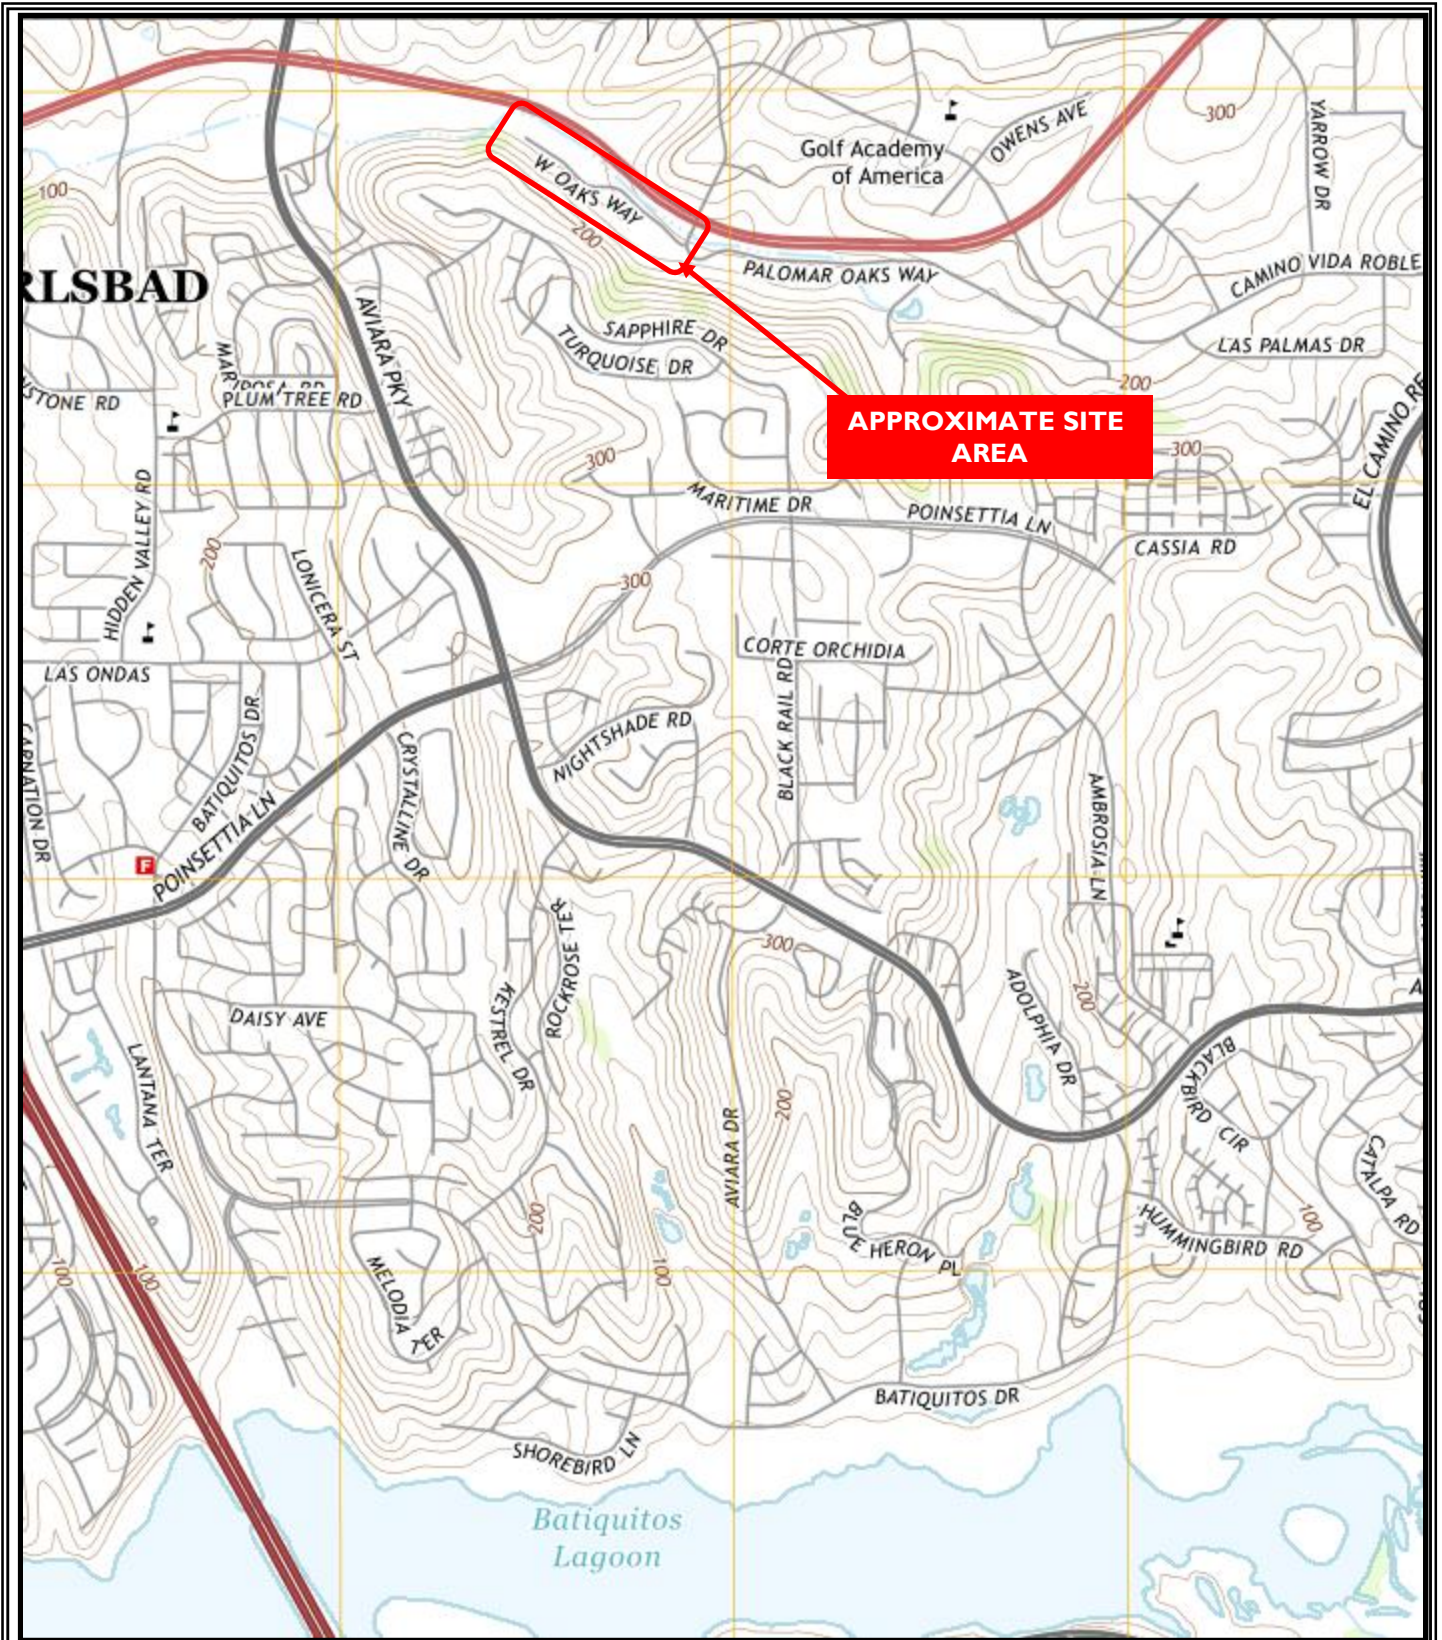 300
YARROW DR
OWENS AVE
Golf Academy
of America
100
W OAKS WAY
200
RLSBAD
PALOMAR OAKS WAY
CAMINO VIDA ROBLE
AVIARA PKY
SAPPHIRE DR
TURQUOISE DR
LAS PALMAS DR
200
STONE RD
PLUM TREE RD
EL CAMINO RE
APPROXIMATE SITE
AREA
300
300
HIDDEN VALLEY RD
MARITIME DR
POINSETTIA LN
CASSIA RD
200
LONICERA ST
300
CORTE ORCHIDIA
LAS ONDAS
BLACK RAIL RD
BATIQUITOS DR
NIGHTSHADE RD
CARNATION DR
CRYSTALLINE DR
AMBROSIA LN
F
POINSETTIA LN
ROCKROSE TER
300
KESTREL DR
ADOLPHIA DR
200
A
DAISY AVE
LANTANA TER
BLACKBIRD CIR
200
AVIARA DR
CATALPA RD
200
BLUE HERON PL
HUMMINGBIRD RD
100
100
100
100
MELODIA TER
BATIQUITOS DR
SHOREBIRD LN
Batiquitos
Lagoon